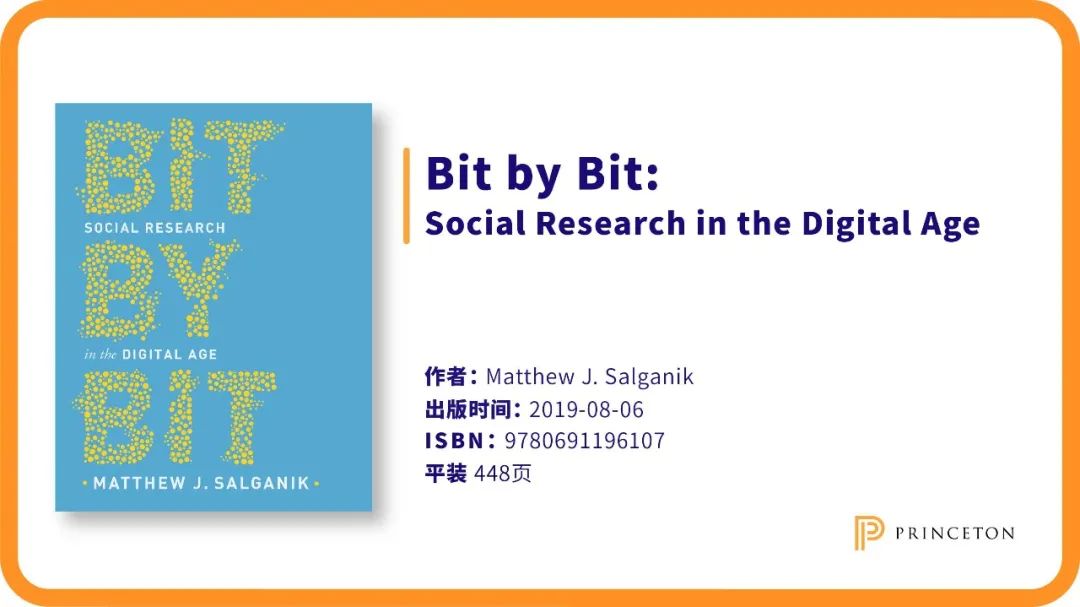 BIT
SOCIAL RESEARCH
BY
in the DIGITAL AGE
BIT
• MATTHEW J. SALGANIK •
Bit by Bit:
Social Research in the Digital Age
作者：Matthew J. Salganik
出版时间：2019-08-06
ISBN：9780691196107
平装 448页
PRINCETON